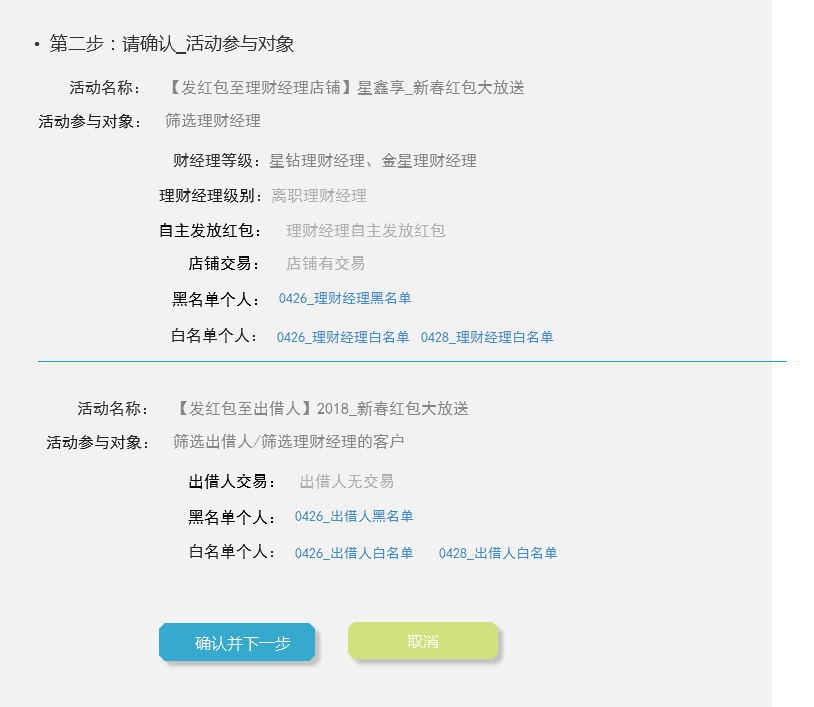 • 第二步：请确认_活动参与对象
活动名称： 【发红包至理财经理店铺】星鑫享_新春红包大放送
活动参与对象： 筛选理财经理
财经理等级：星钻理财经理、金星理财经理
理财经理级别：离职理财经理
自主发放红包： 理财经理自主发放红包
店铺交易： 店铺有交易
黑名单个人： 0426_理财经理黑名单
白名单个人： 0426_理财经理白名单 0428_理财经理白名单
活动名称： 【发红包至出借人】2018_新春红包大放送
活动参与对象： 筛选出借人/筛选理财经理的客户
出借人交易： 出借人无交易
黑名单个人： 0426_出借人黑名单
白名单个人： 0426_出借人白名单 0428_出借人白名单
确认并下一步 取消